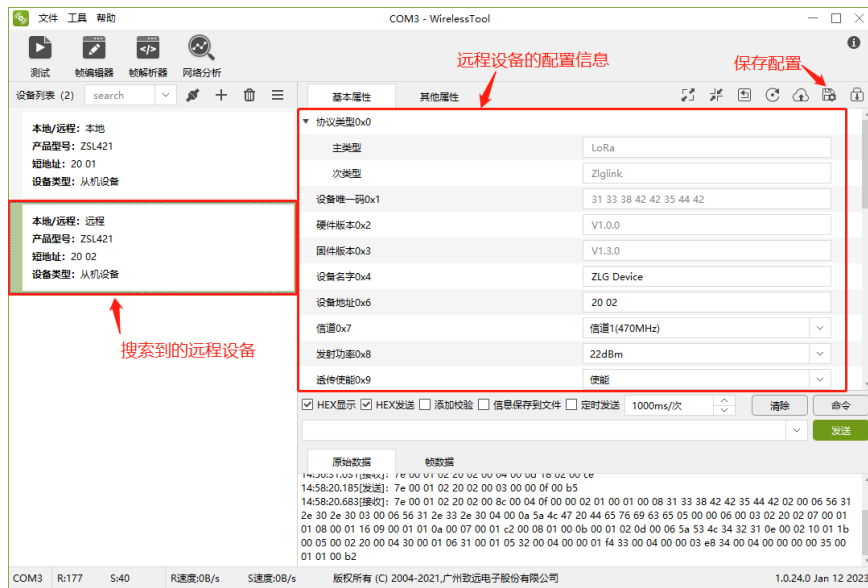 COM3 - WirelessTool
文件 工具 帮助
测试 帧编辑器 帧解析器 网络分析
远程设备的配置信息
保存配置
设备列表 (2) search
基本属性 其他属性
本地/远程：本地
产品型号：ZSL421
短地址：20 01
设备类型：从机设备
本地/远程：远程
产品型号：ZSL421
短地址：20 02
设备类型：从机设备
搜索到的远程设备
协议类型0x0
主类型 LoRa
次类型 Zlglink
设备唯一码0x1 31 33 38 42 42 35 44 42
硬件版本0x2 V1.0.0
固件版本0x3 V1.3.0
设备名字0x4 ZLG Device
设备地址0x6 20 02
信道0x7 信道1(470MHz)
发射功率0x8 22dBm
透传使能0x9 使能
HEX显示 HEX发送 添加校验 信息保存到文件 定时发送 1000ms/次 清除 命令
发送
原始数据 帧数据
14:56:51.031[接收]：7e 00 01 02 20 02 00 04 00 0d 18 02 00 ce
14:58:20.185[发送]：7e 00 01 02 20 02 00 03 00 00 0f 00 b5
14:58:20.683[接收]：7e 00 01 02 20 02 00 8c 00 04 0f 00 00 02 01 00 01 00 08 31 33 38 42 42 35 44 42 02 00 06 56 31
2e 30 2e 30 03 00 06 56 31 2e 33 2e 30 04 00 0a 5a 4c 47 20 44 65 76 69 63 65 05 00 00 06 00 03 02 20 02 07 00 01
01 08 00 01 16 09 00 01 01 0a 00 07 00 01 c2 00 08 01 00 0b 00 01 02 0d 00 06 5a 53 4c 34 32 31 0e 00 02 10 01 1b
00 05 00 02 20 00 04 30 00 01 06 31 00 01 05 32 00 04 00 00 01 f4 33 00 04 00 00 03 e8 34 00 04 00 00 00 00 35 00
01 01 00 b2
COM3 R:177 S:40 R速度:0B/s S速度:0B/s 版权所有 (C) 2004-2021,广州致远电子股份有限公司 1.0.24.0 Jan 12 2023